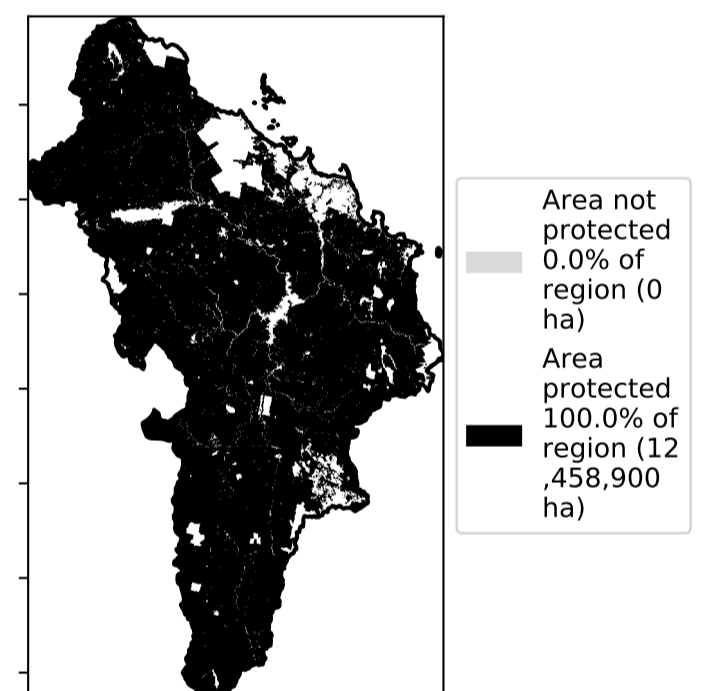 Area not
protected
0.0% of
region (0
ha)
Area
protected
100.0% of
region (12
,458,900
ha)